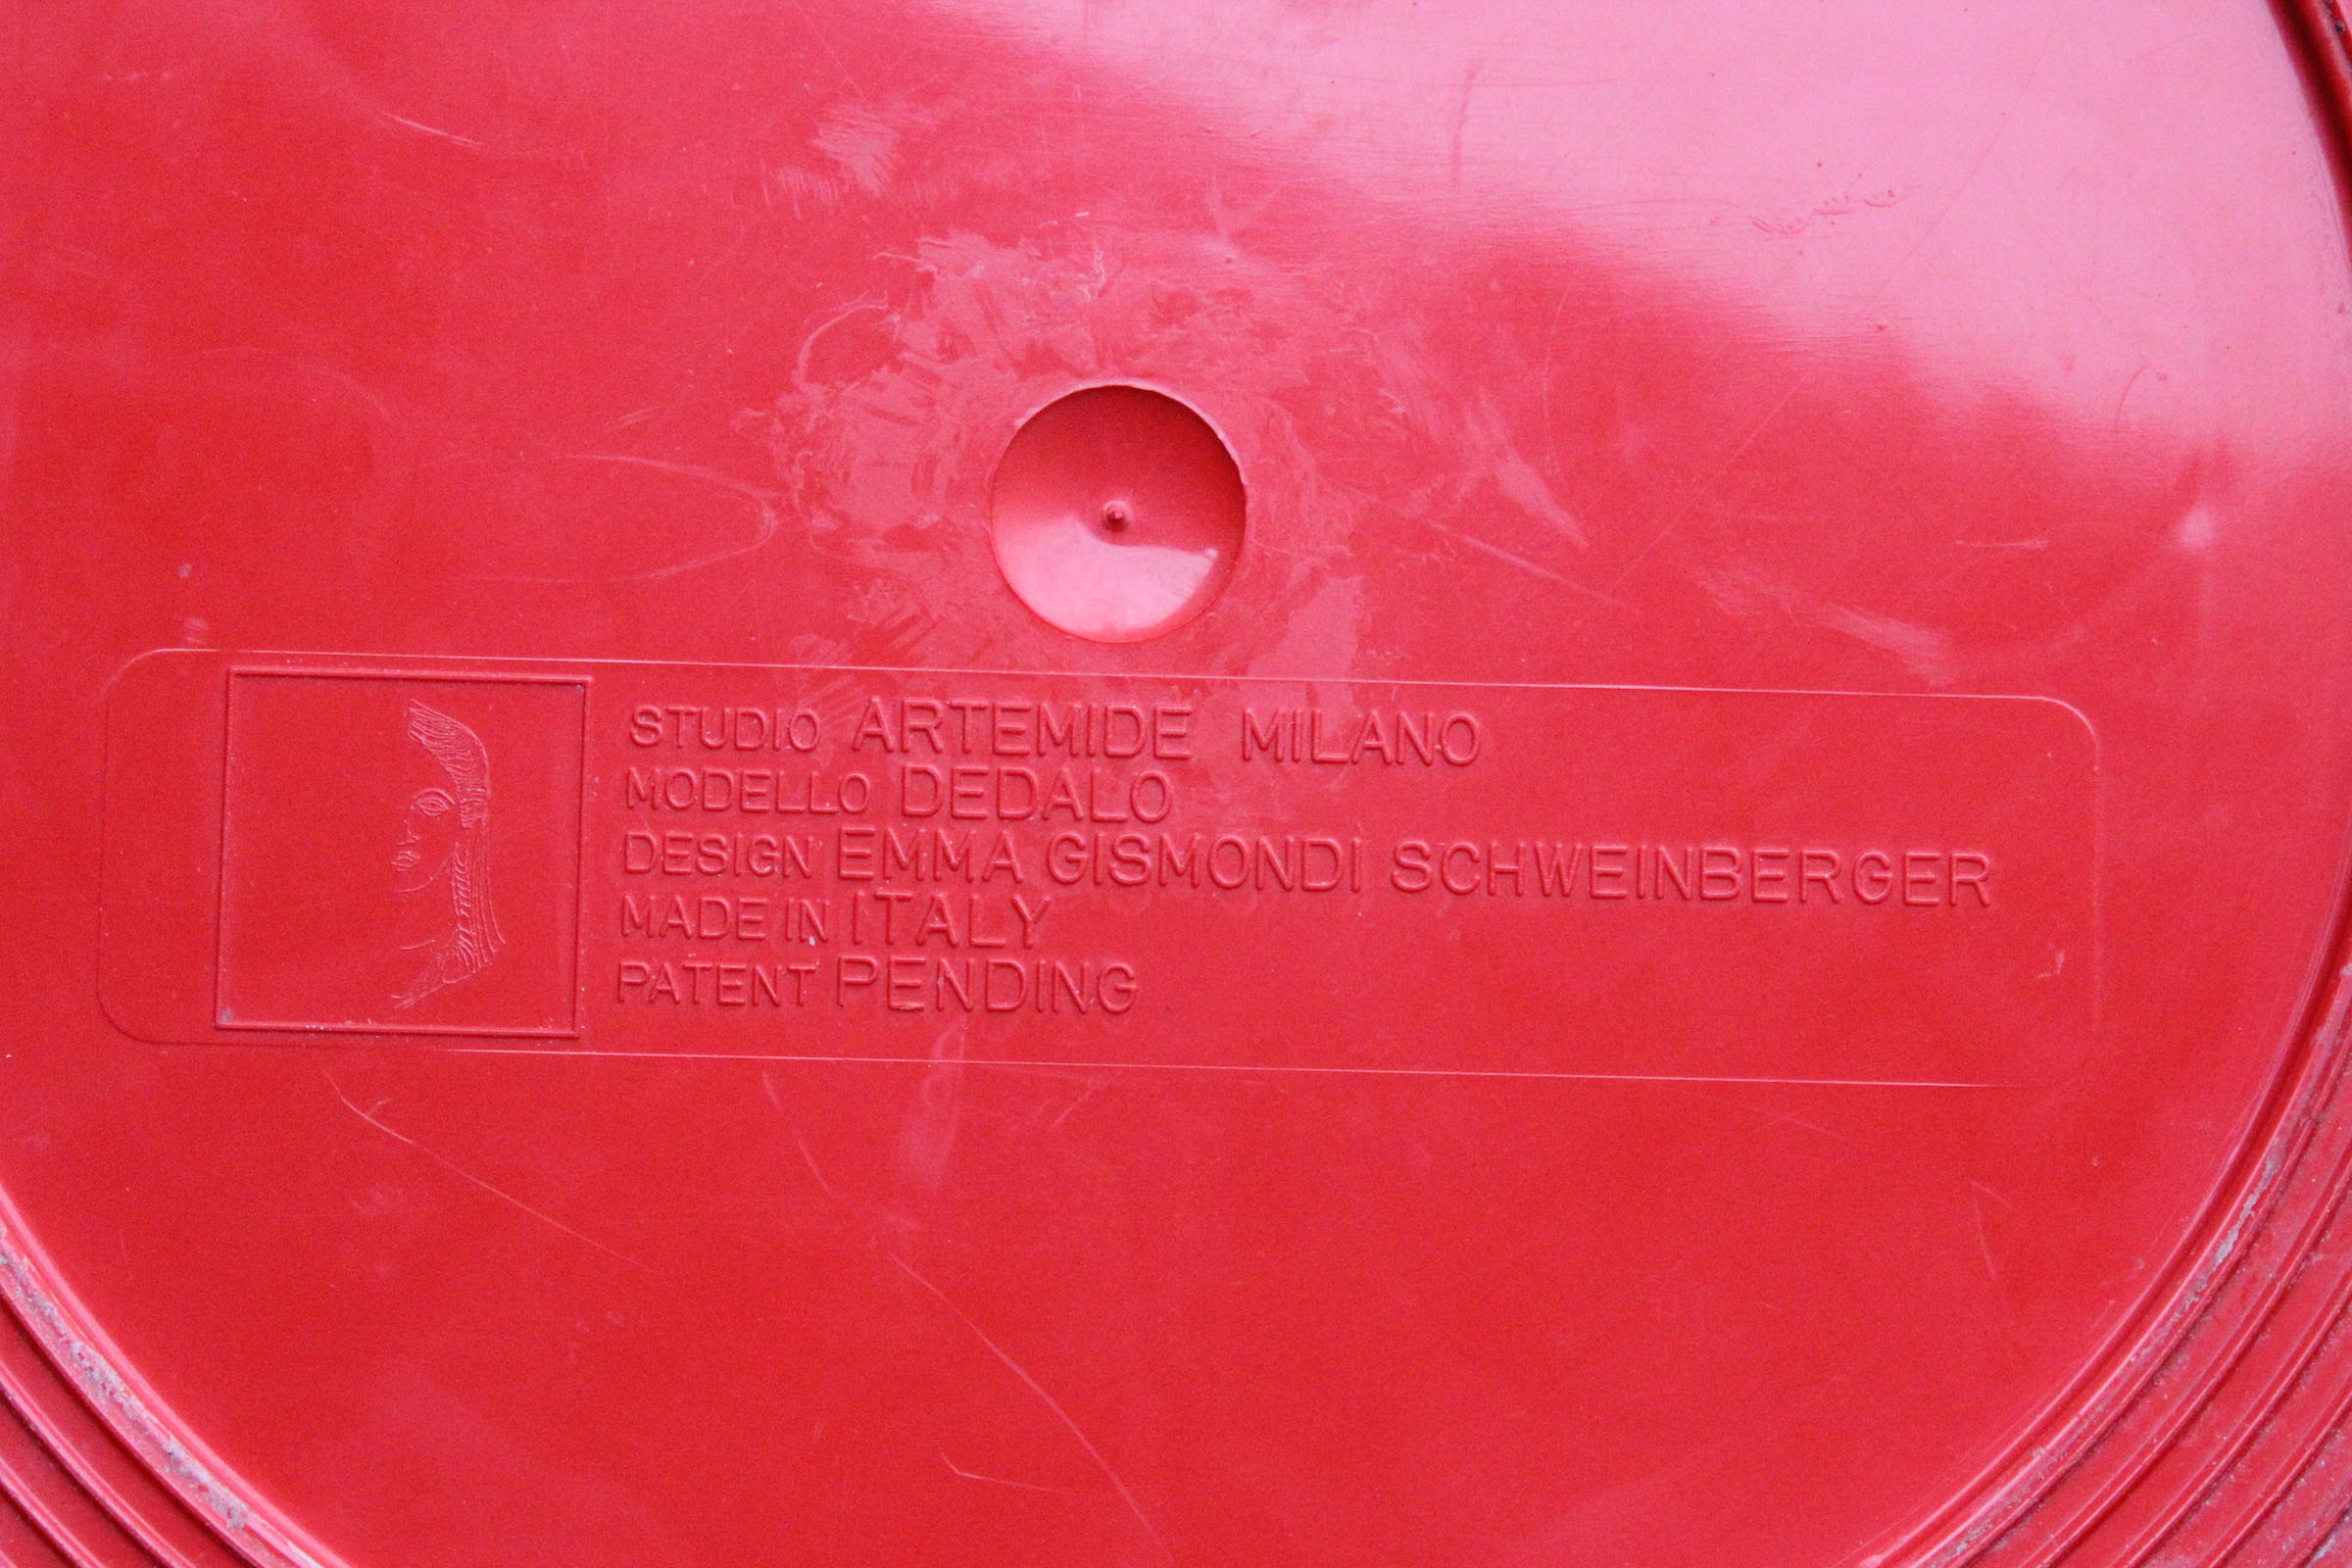 STUDIO ARTEMIDE MILANO
MODELLO DEDALO
DESIGN EMMA GISMONDI SCHWEINBERGER
MADE IN ITALY
PATENT PENDING